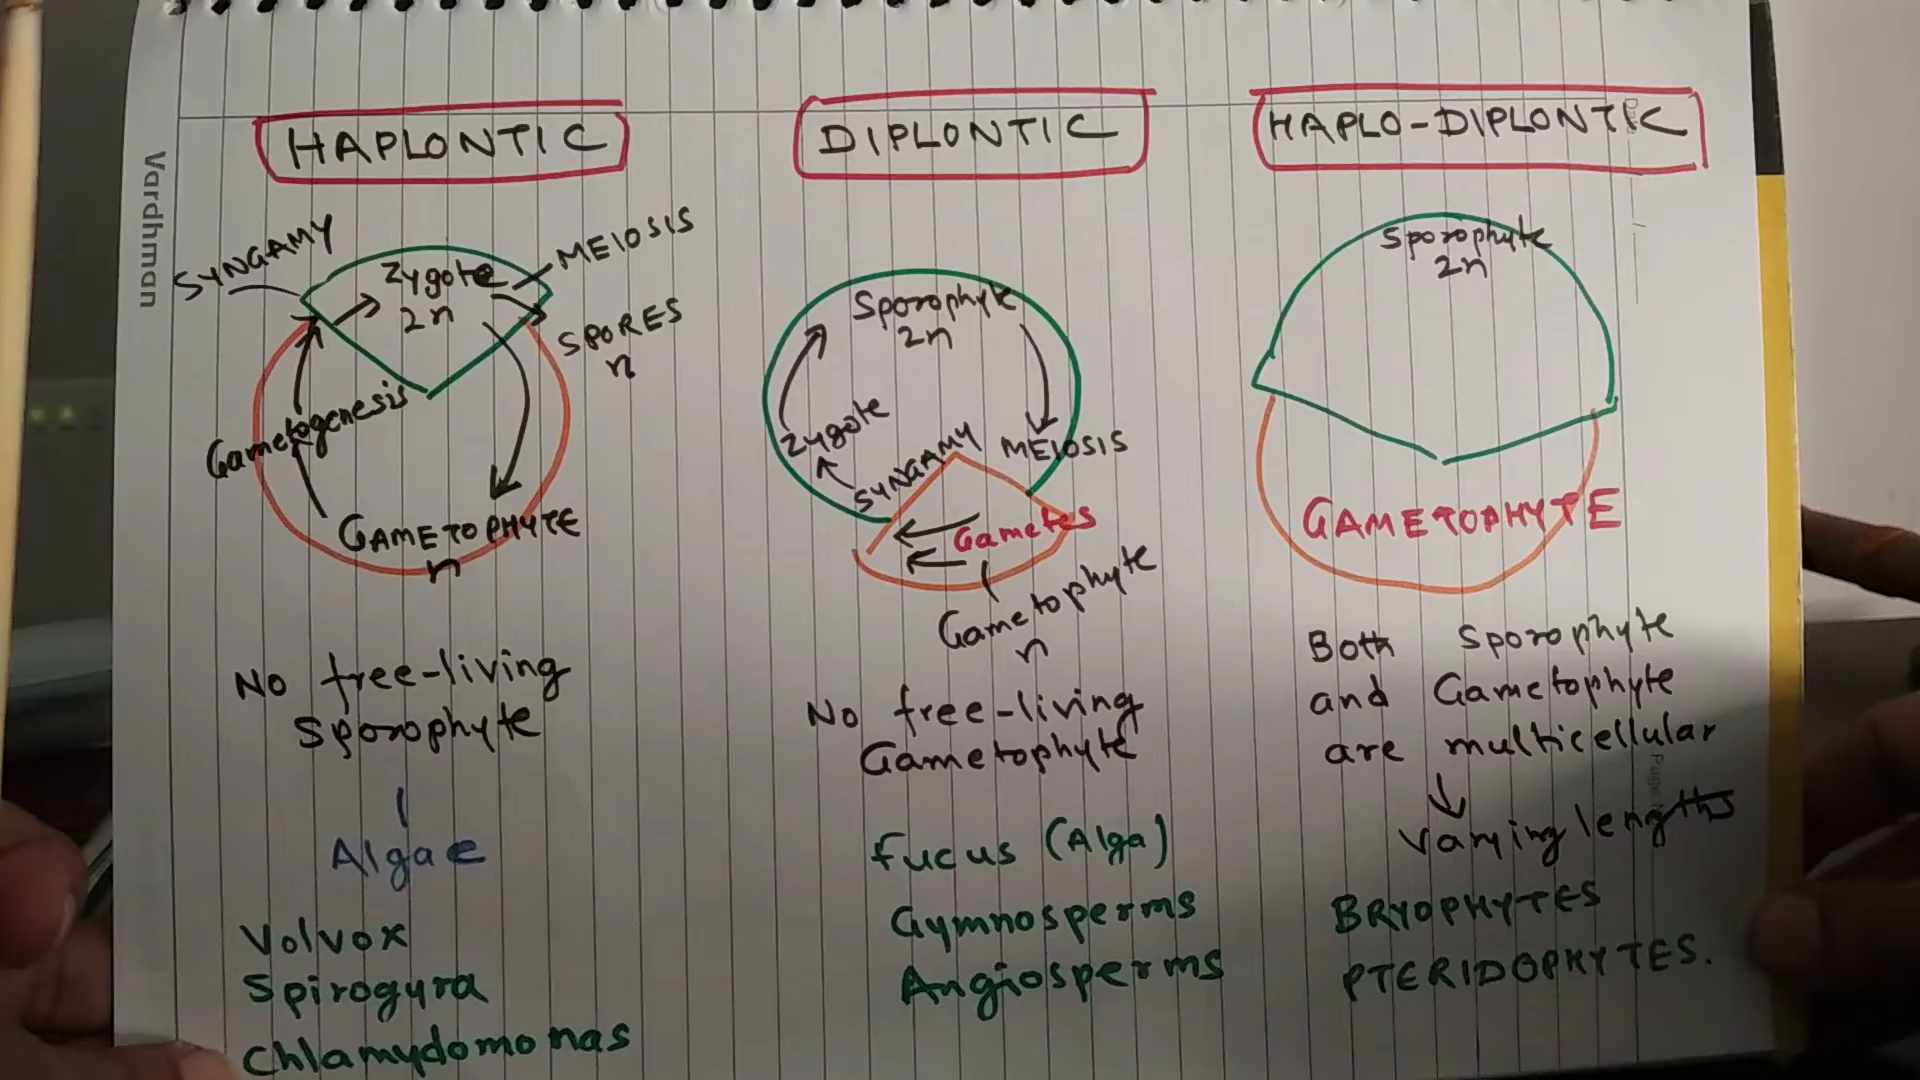 Vardhman
HAPLONTIC
SYNGAMY
MEIOSIS
Zygote
2n
SPORES
n
Gametogenesis
GAMETOPHYTE
n
No free-living
Sporophyte
Algae
Volvox
Spirogyra
Chlamydomonas
DIPLONTIC
Sporophyte
2n
Zygote
SYNGAMY
MEIOSIS
Gametes
Gametophyte
n
No free-living
Gametophyte
Fucus (Alga)
Gymnosperms
Angiosperms
HAPLO-DIPLONTIC
Sporophyte
2n
GAMETOPHYTE
Both Sporophyte
and Gametophyte
are multicellular
Varying lengths
BRYOPHYTES
PTERIDOPHYTES.